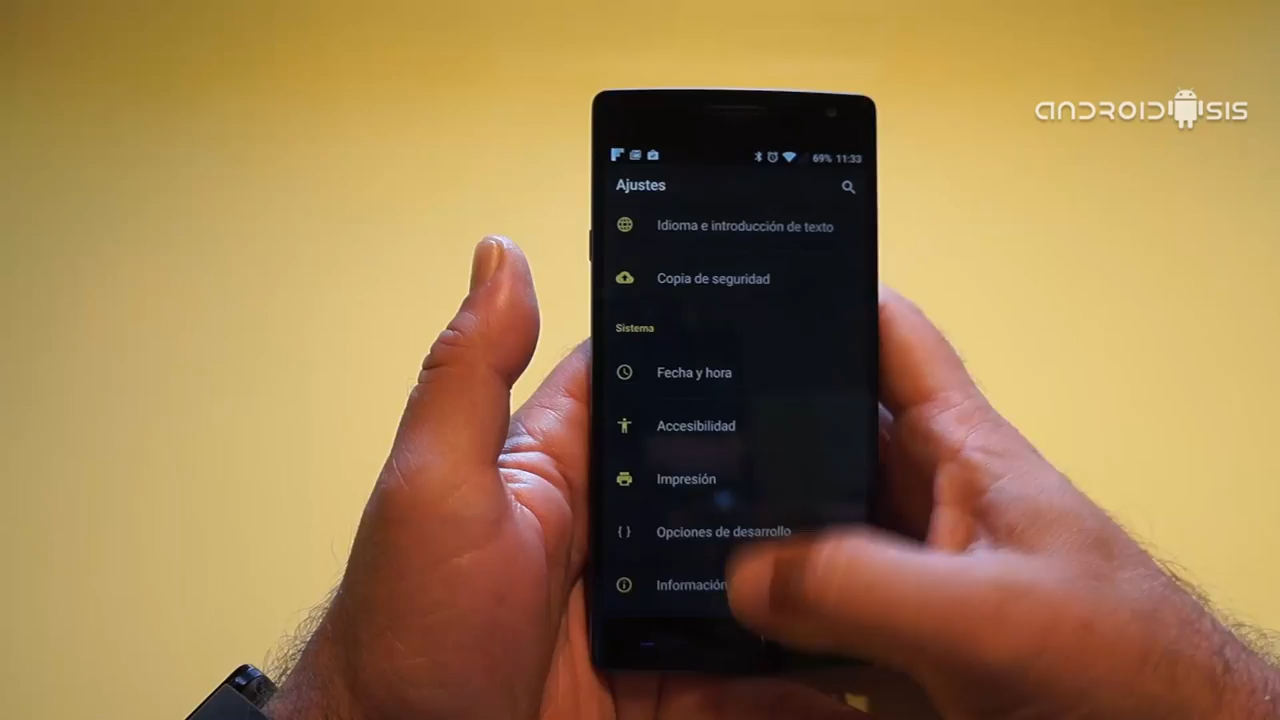 ANDROIDSIS
69% 11:33
Ajustes
Idioma e introducción de texto
Copia de seguridad
Sistema
Fecha y hora
Accesibilidad
Impresión
Opciones de desarrollo
Información